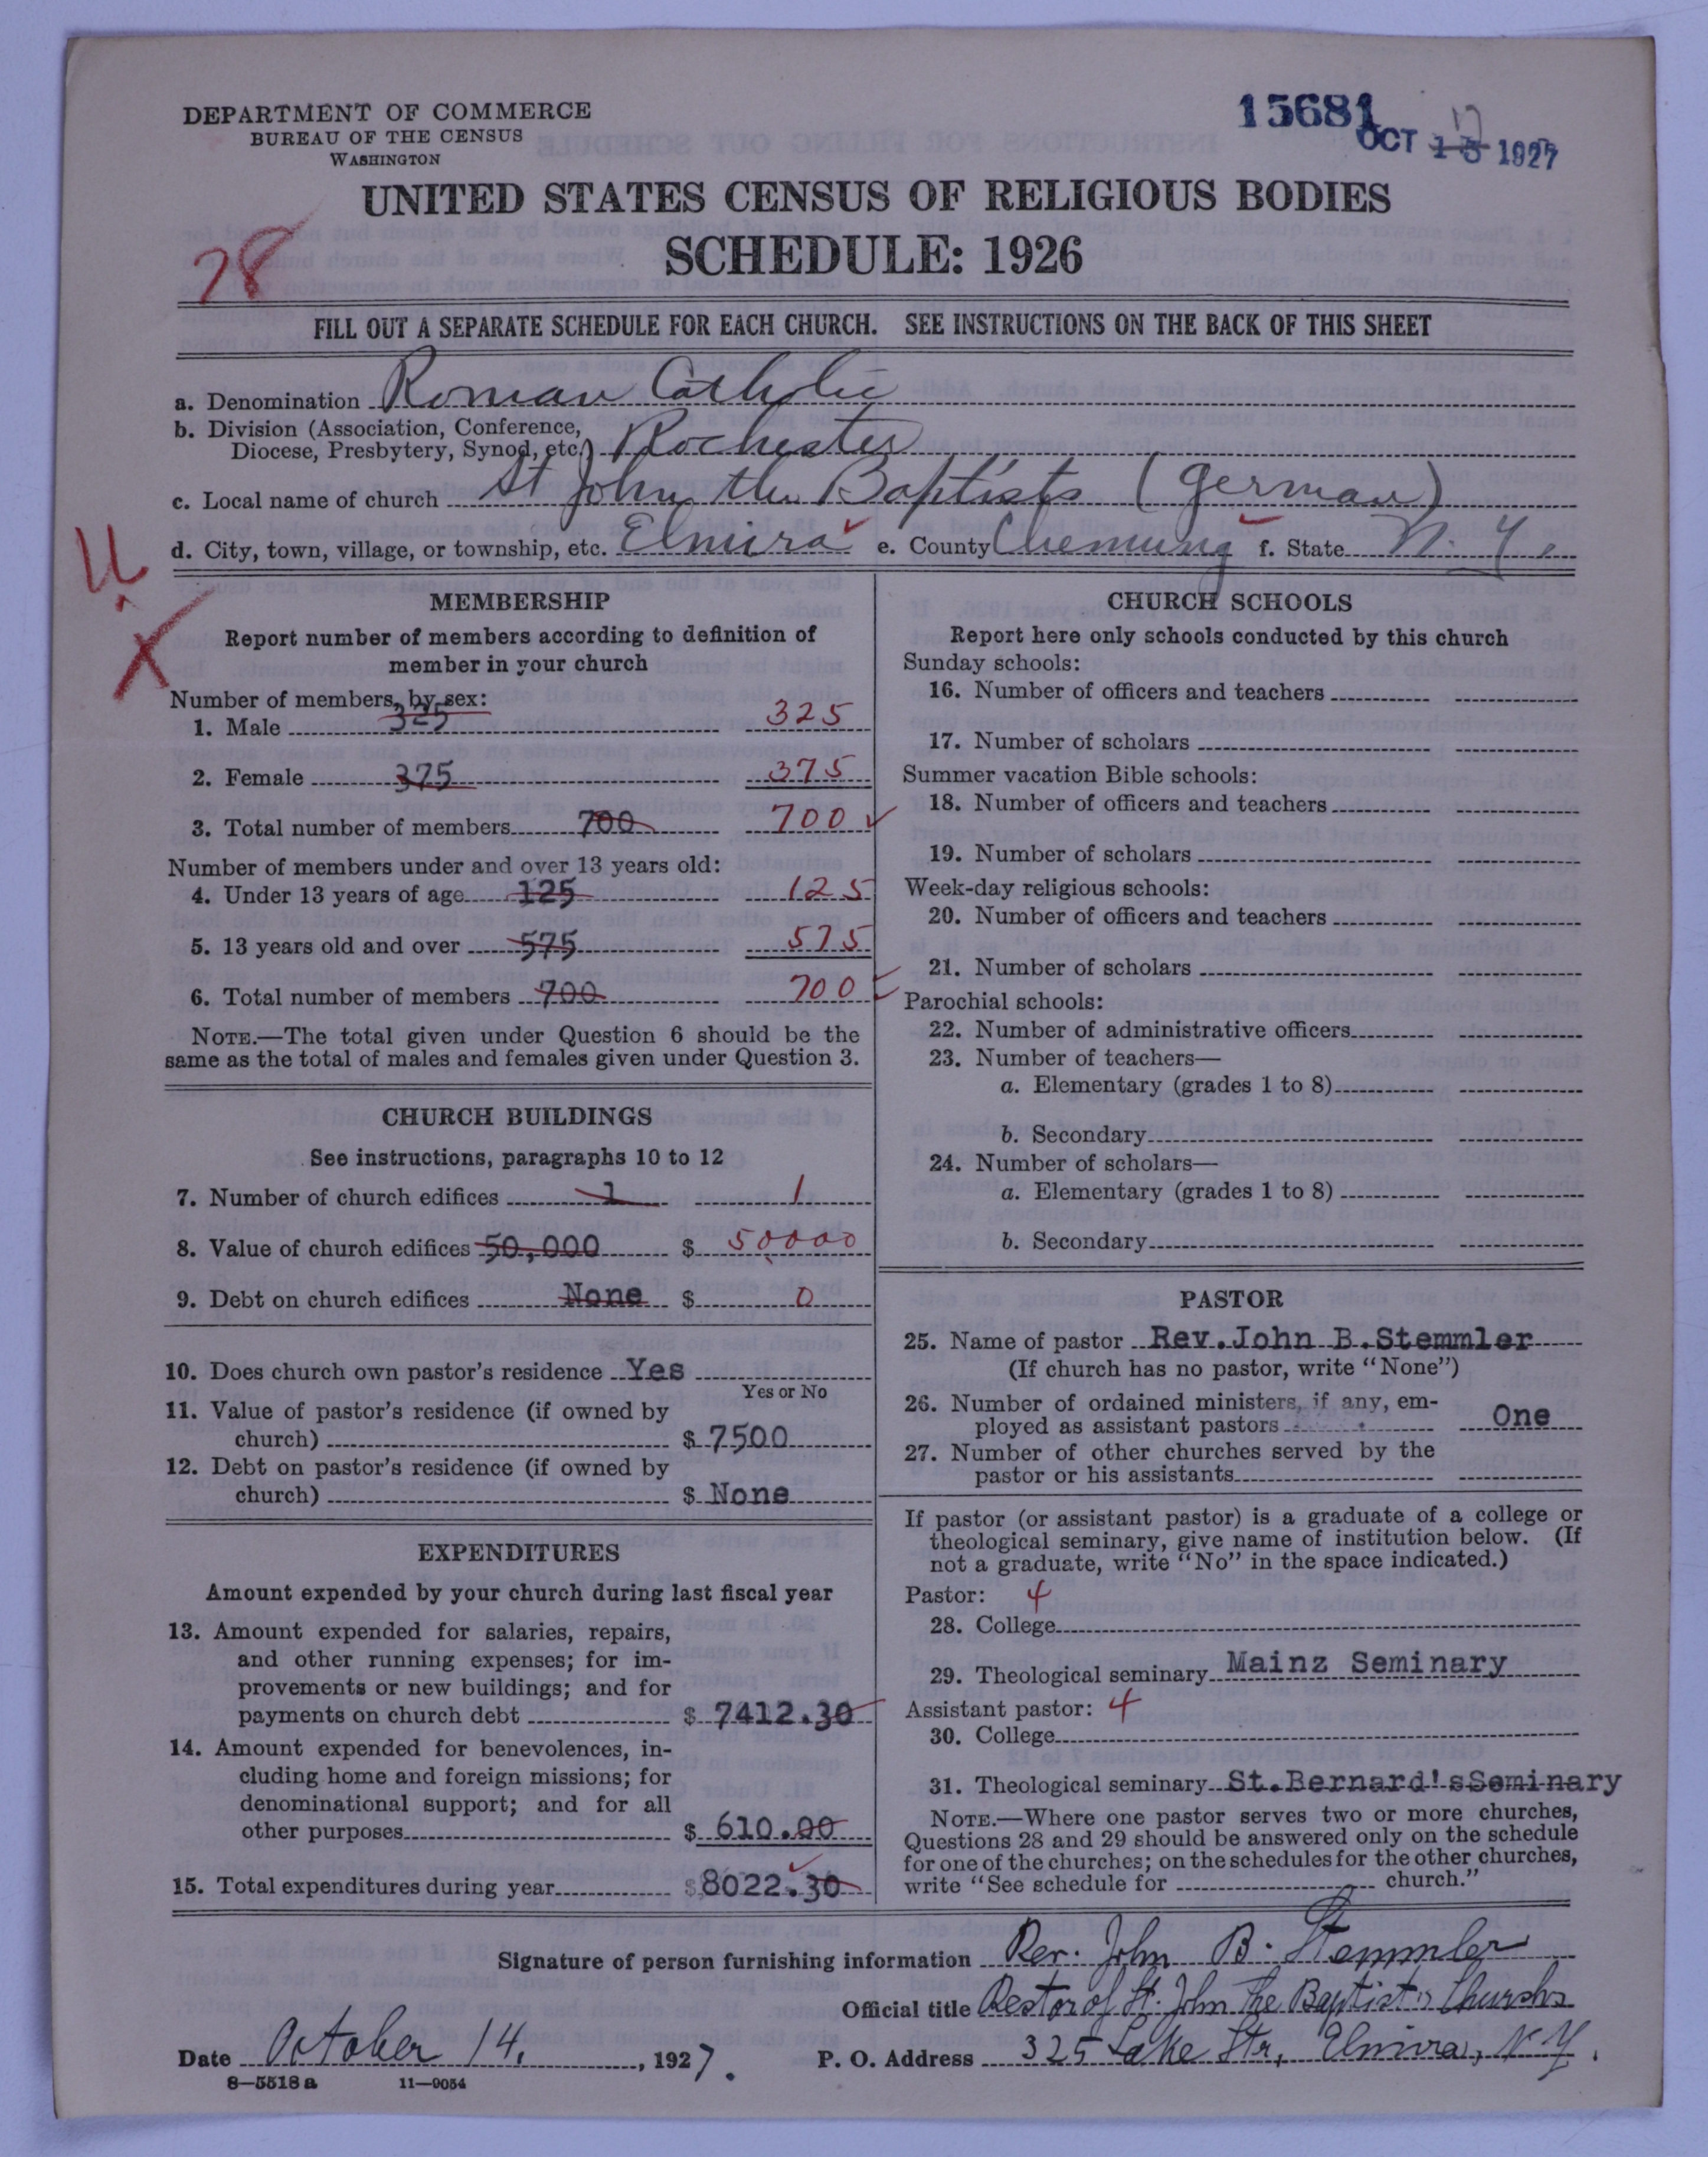 DEPARTMENT OF COMMERCE
BUREAU OF THE CENSUS
WASHINGTON
15681
OCT 15 1927
17
UNITED STATES CENSUS OF RELIGIOUS BODIES
SCHEDULE: 1926
28
FILL OUT A SEPARATE SCHEDULE FOR EACH CHURCH. SEE INSTRUCTIONS ON THE BACK OF THIS SHEET
a. Denomination Roman Catholic
b. Division (Association, Conference,
Diocese, Presbytery, Synod, etc.) Rochester
c. Local name of church St John the Baptist's (German)
d. City, town, village, or township, etc. Elmira e. County Chemung f. State N. Y.
MEMBERSHIP
Report number of members according to definition of
member in your church
Number of members, by sex:
1. Male 325 325
2. Female 375 375
3. Total number of members 700 700
Number of members under and over 13 years old:
4. Under 13 years of age 125 125
5. 13 years old and over 575 575
6. Total number of members 700 700
NOTE.—The total given under Question 6 should be the
same as the total of males and females given under Question 3.
CHURCH BUILDINGS
See instructions, paragraphs 10 to 12
7. Number of church edifices 1 1
8. Value of church edifices 50,000 $ 50000
9. Debt on church edifices None $ 0
10. Does church own pastor's residence Yes
Yes or No
11. Value of pastor's residence (if owned by
church) $ 7500
12. Debt on pastor's residence (if owned by
church) $ None
EXPENDITURES
Amount expended by your church during last fiscal year
13. Amount expended for salaries, repairs,
and other running expenses; for im-
provements or new buildings; and for
payments on church debt $ 7412.30
14. Amount expended for benevolences, in-
cluding home and foreign missions; for
denominational support; and for all
other purposes $ 610.00
15. Total expenditures during year $ 8022.30
CHURCH SCHOOLS
Report here only schools conducted by this church
Sunday schools:
16. Number of officers and teachers
17. Number of scholars
Summer vacation Bible schools:
18. Number of officers and teachers
19. Number of scholars
Week-day religious schools:
20. Number of officers and teachers
21. Number of scholars
Parochial schools:
22. Number of administrative officers
23. Number of teachers—
a. Elementary (grades 1 to 8)
b. Secondary
24. Number of scholars—
a. Elementary (grades 1 to 8)
b. Secondary
PASTOR
25. Name of pastor Rev.John B.Stemmler
(If church has no pastor, write "None")
26. Number of ordained ministers, if any, em-
ployed as assistant pastors One
27. Number of other churches served by the
pastor or his assistants
If pastor (or assistant pastor) is a graduate of a college or
theological seminary, give name of institution below. (If
not a graduate, write "No" in the space indicated.)
Pastor: 4
28. College
29. Theological seminary Mainz Seminary
Assistant pastor: 4
30. College
31. Theological seminary St.Bernard'sSeminary
NOTE.—Where one pastor serves two or more churches,
Questions 28 and 29 should be answered only on the schedule
for one of the churches; on the schedules for the other churches,
write "See schedule for church."
Signature of person furnishing information Rev. John B. Stemmler
Official title Restor of St. John the Baptist's Church
Date October 14, 1927. P. O. Address 325 Lake Str, Elmira, N Y.
8—5518 a 11—9054